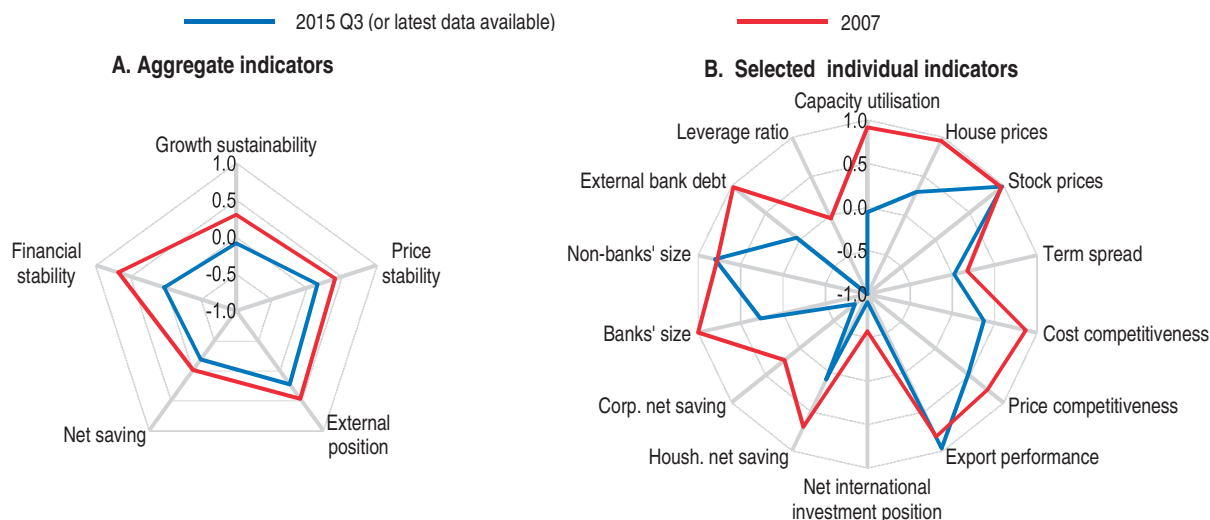 2015 Q3 (or latest data available)
2007
A. Aggregate indicators
Growth sustainability
1.0
0.5
0.0
-0.5
-1.0
Price
stability
External
position
Net saving
Financial
stability
B. Selected individual indicators
Capacity utilisation
1.0
0.5
0.0
-0.5
-1.0
House prices
Stock prices
Term spread
Cost competitiveness
Price competitiveness
Export performance
Net international
investment position
Housh. net saving
Corp. net saving
Banks' size
Non-banks' size
External bank debt
Leverage ratio